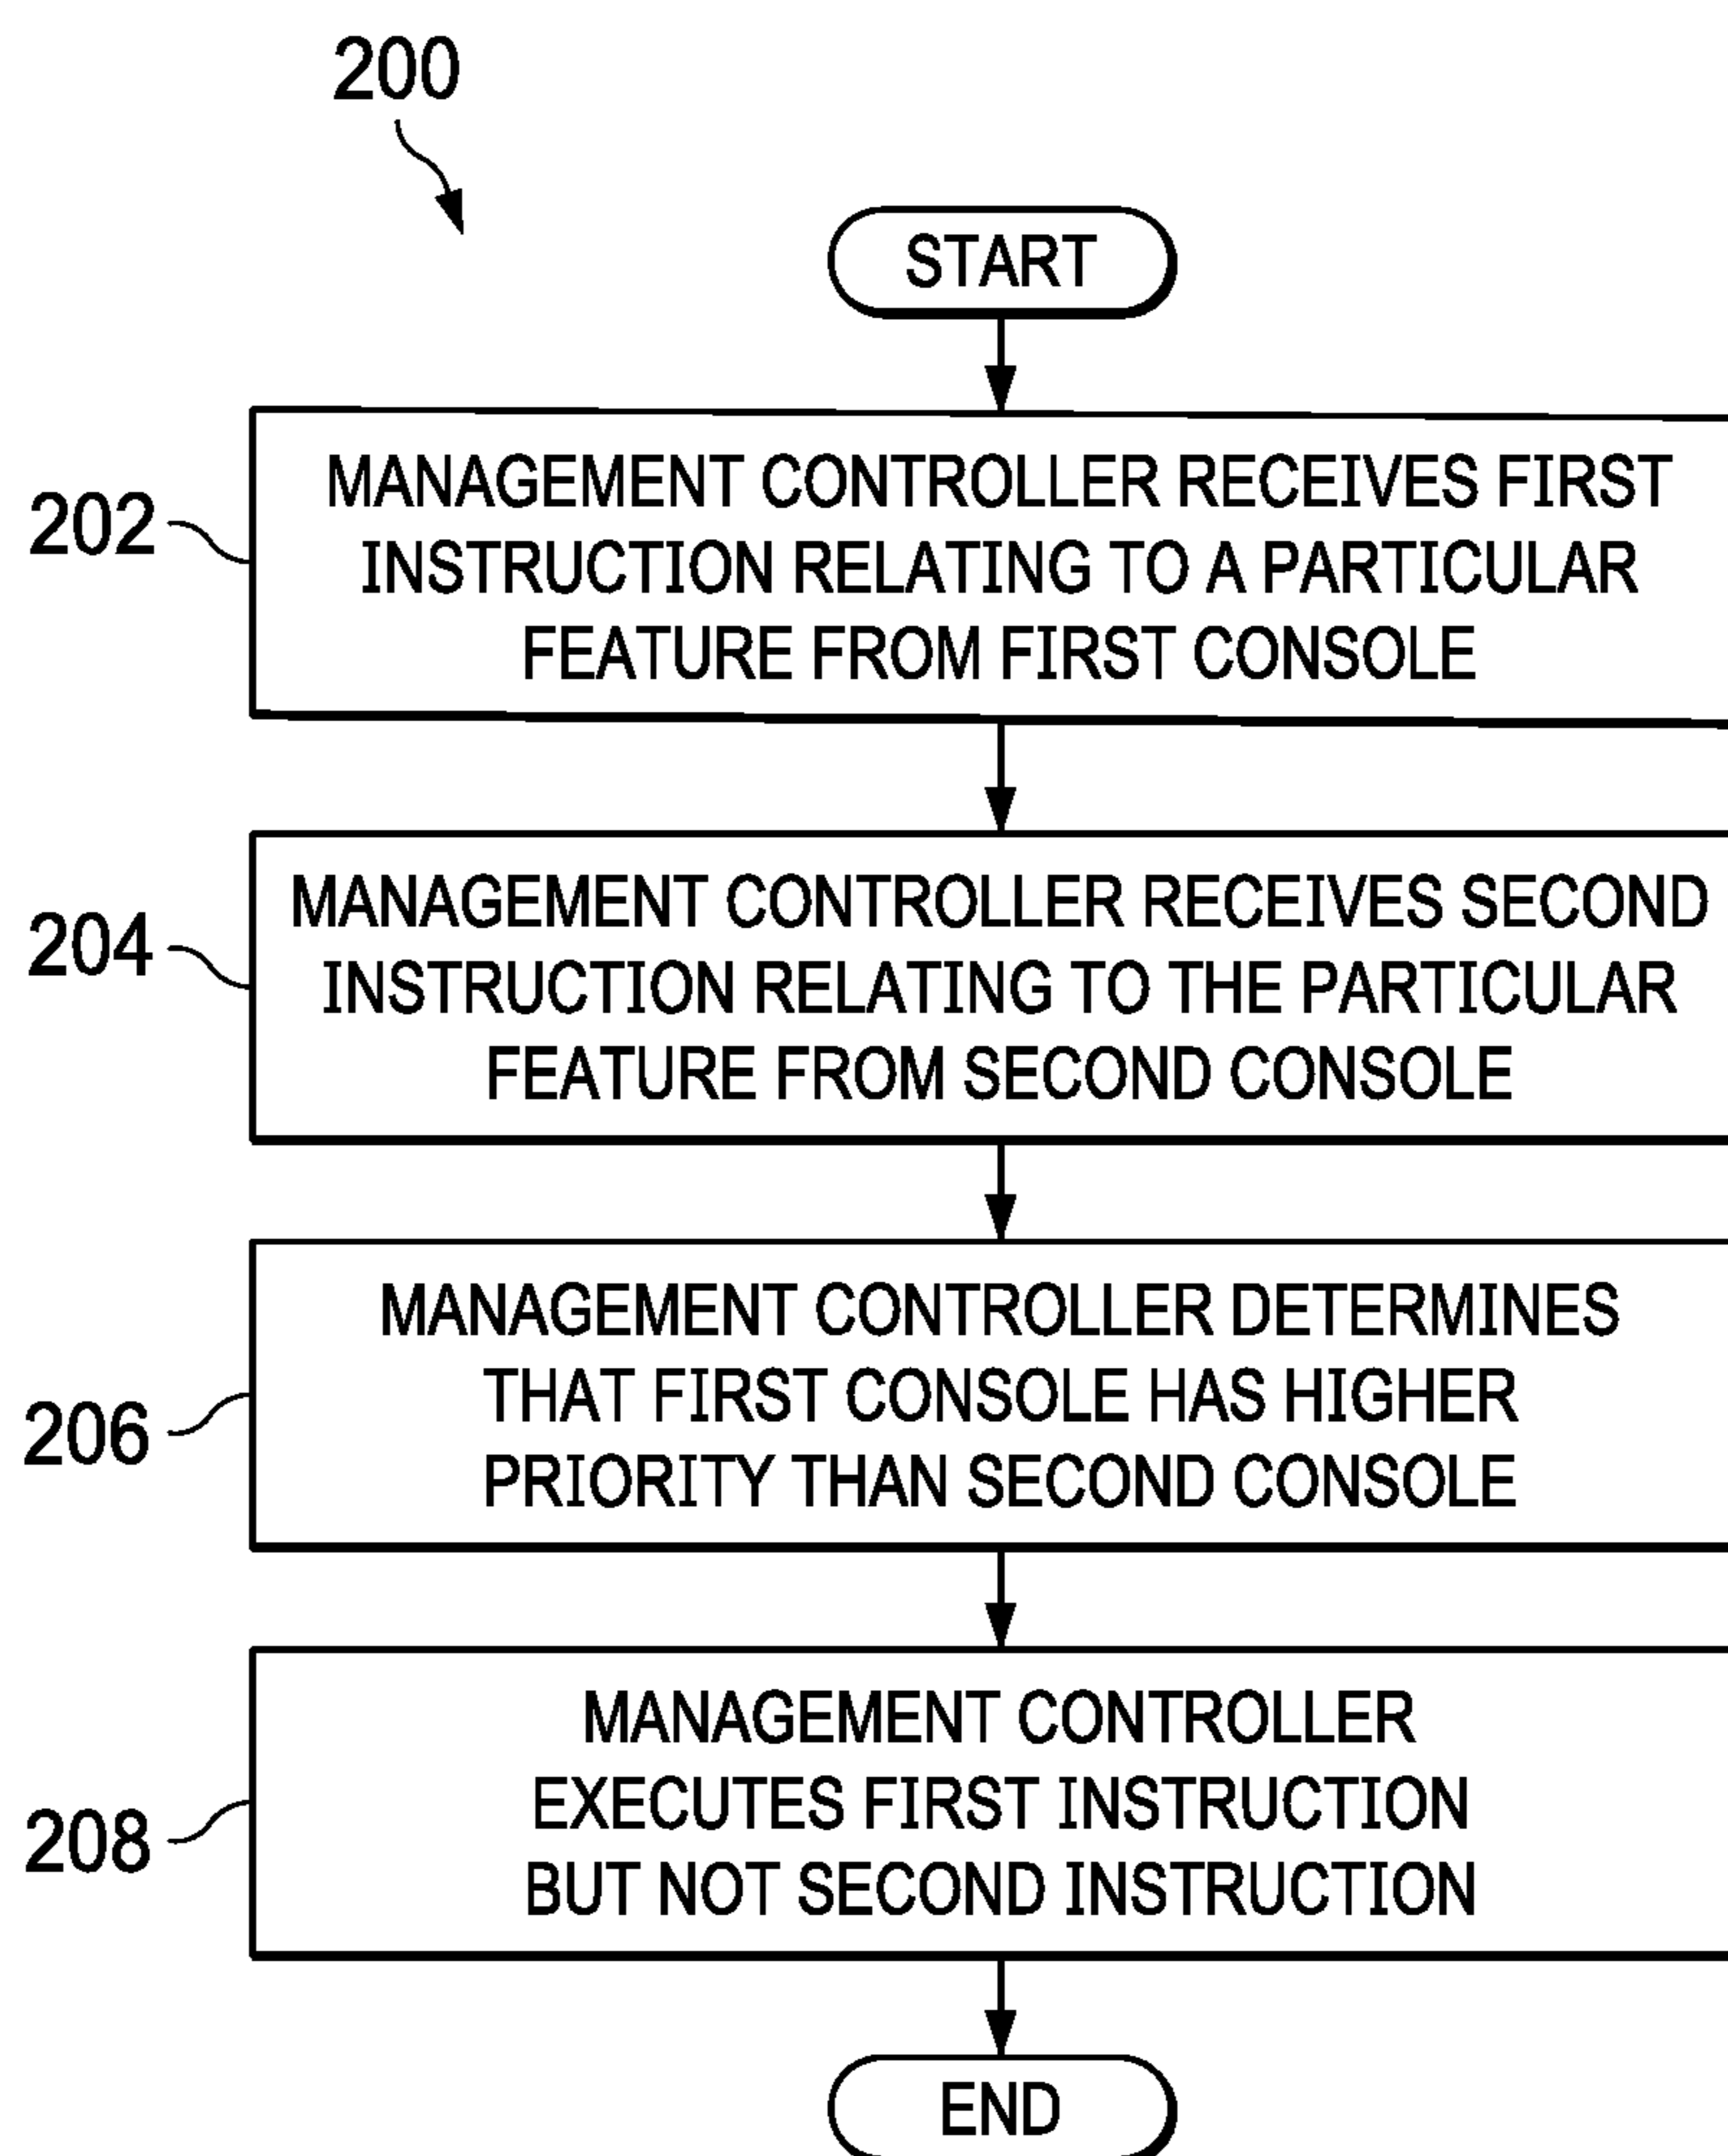 200
START
202
MANAGEMENT CONTROLLER RECEIVES FIRST
INSTRUCTION RELATING TO A PARTICULAR
FEATURE FROM FIRST CONSOLE
204
MANAGEMENT CONTROLLER RECEIVES SECOND
INSTRUCTION RELATING TO THE PARTICULAR
FEATURE FROM SECOND CONSOLE
206
MANAGEMENT CONTROLLER DETERMINES
THAT FIRST CONSOLE HAS HIGHER
PRIORITY THAN SECOND CONSOLE
208
MANAGEMENT CONTROLLER
EXECUTES FIRST INSTRUCTION
BUT NOT SECOND INSTRUCTION
END